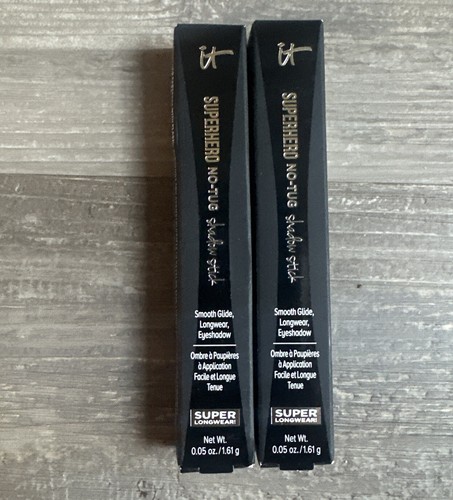 it
SUPERHERO NO-TUG shadow stick
Smooth Glide,
Longwear,
Eyeshadow
Ombre à Paupières
à Application
Facile et Longue
Tenue
SUPER
LONGWEAR!
Net Wt.
0.05 oz./1.61 g
it
SUPERHERO NO-TUG shadow stick
Smooth Glide,
Longwear,
Eyeshadow
Ombre à Paupières
à Application
Facile et Longue
Tenue
SUPER
LONGWEAR!
Net Wt.
0.05 oz./1.61 g